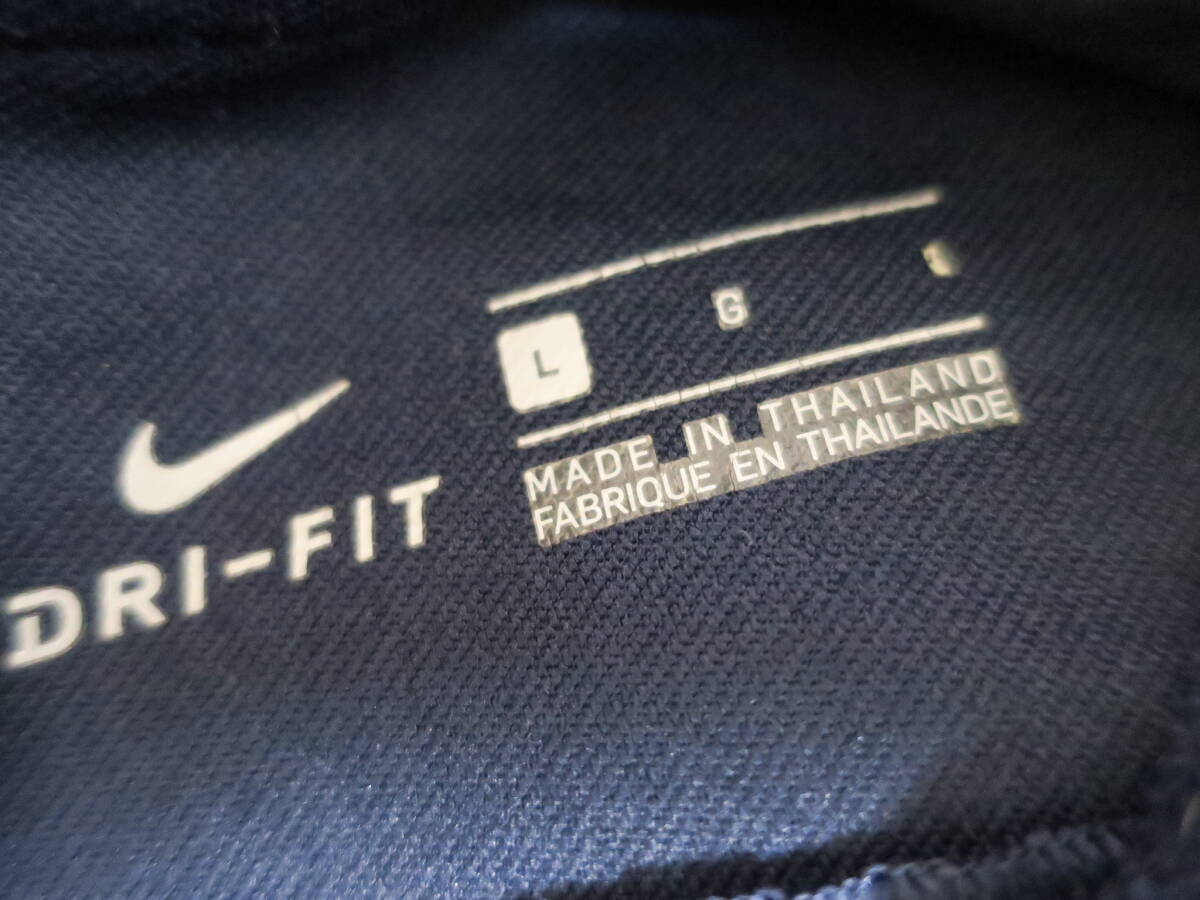 DRI-FIT
L G
MADE IN THAILAND
FABRIQUE EN THAILANDE